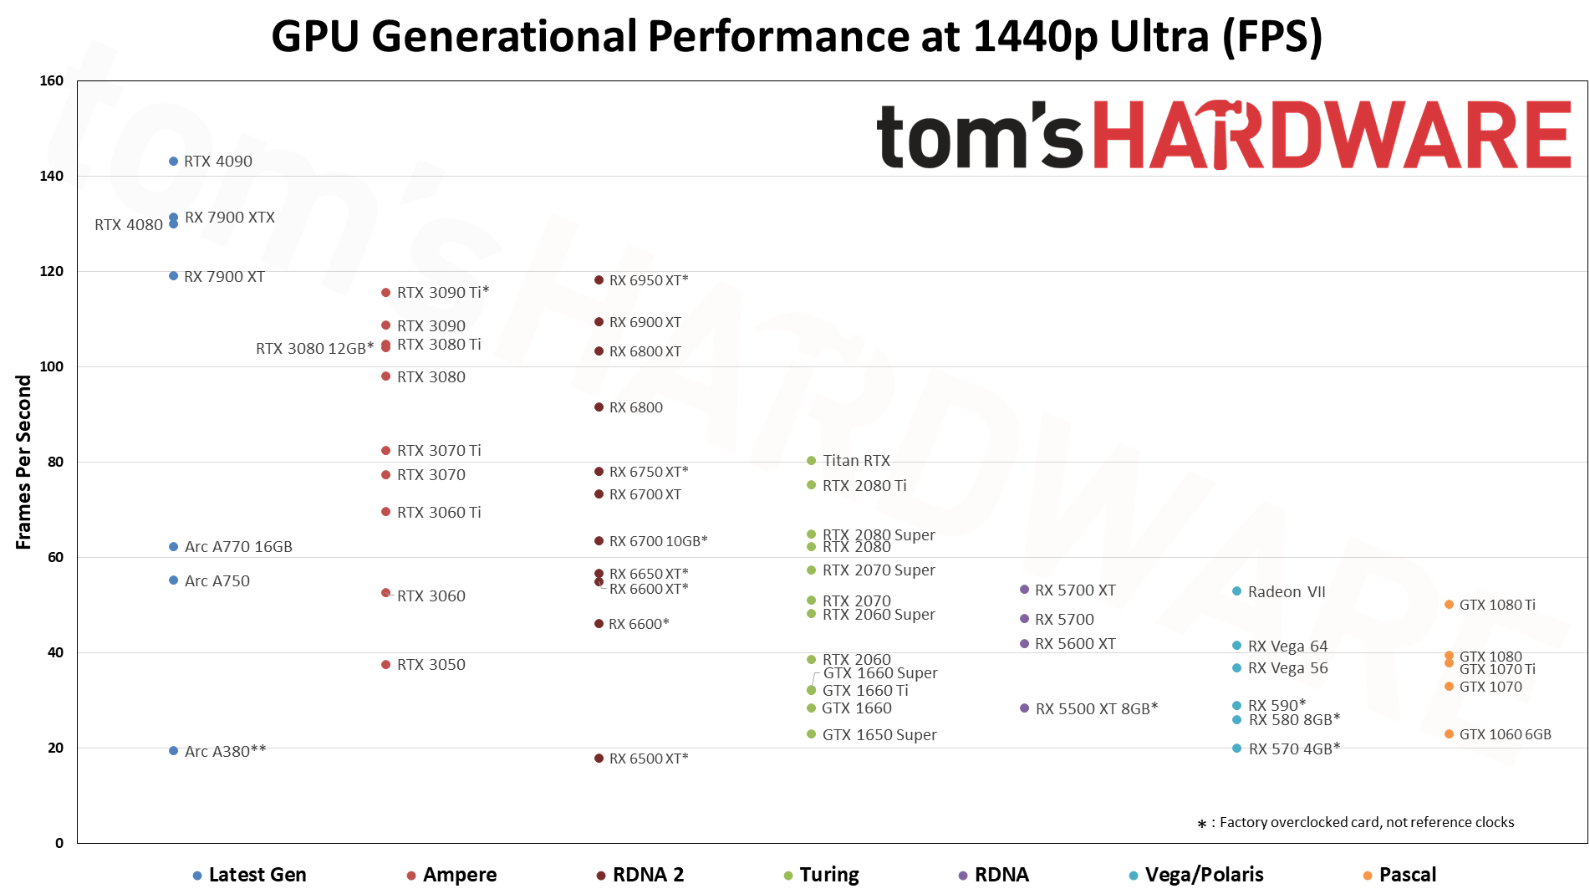 GPU Generational Performance at 1440p Ultra (FPS)
tom'sHARDWARE
Frames Per Second
160
140
120
100
80
60
40
20
0
RTX 4090
RX 7900 XTX
RTX 4080
RX 7900 XT
Arc A770 16GB
Arc A750
Arc A380**
RTX 3090 Ti*
RTX 3090
RTX 3080 Ti
RTX 3080 12GB*
RTX 3080
RTX 3070 Ti
RTX 3070
RTX 3060 Ti
RTX 3060
RTX 3050
RX 6950 XT*
RX 6900 XT
RX 6800 XT
RX 6800
RX 6750 XT*
RX 6700 XT
RX 6700 10GB*
RX 6650 XT*
RX 6600 XT*
RX 6600*
RX 6500 XT*
Titan RTX
RTX 2080 Ti
RTX 2080 Super
RTX 2080
RTX 2070 Super
RTX 2070
RTX 2060 Super
RTX 2060
GTX 1660 Super
GTX 1660 Ti
GTX 1660
GTX 1650 Super
RX 5700 XT
RX 5700
RX 5600 XT
RX 5500 XT 8GB*
Radeon VII
RX Vega 64
RX Vega 56
RX 590*
RX 580 8GB*
RX 570 4GB*
GTX 1080 Ti
GTX 1080
GTX 1070 Ti
GTX 1070
GTX 1060 6GB
* : Factory overclocked card, not reference clocks
Latest Gen
Ampere
RDNA 2
Turing
RDNA
Vega/Polaris
Pascal
tom'sHARDWARE